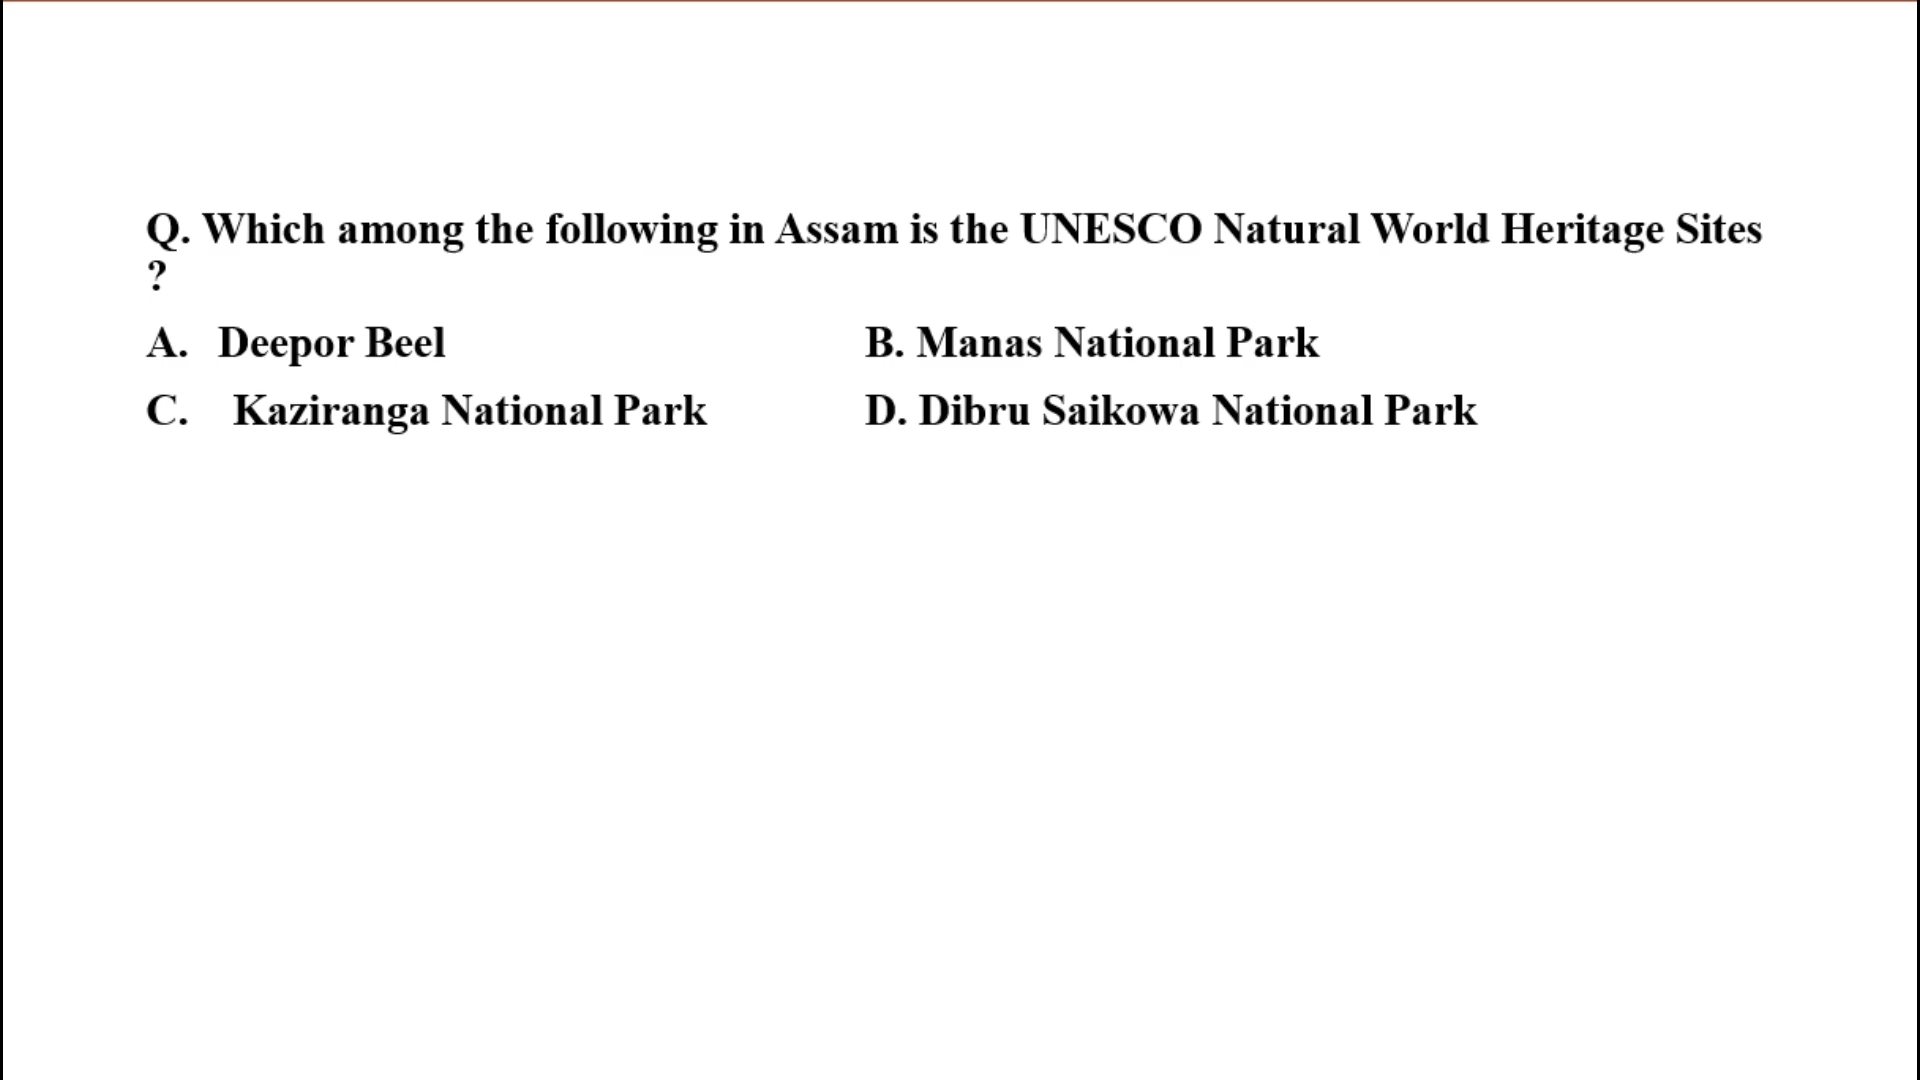 Q. Which among the following in Assam is the UNESCO Natural World Heritage Sites
?
A. Deepor Beel B. Manas National Park
C. Kaziranga National Park D. Dibru Saikowa National Park